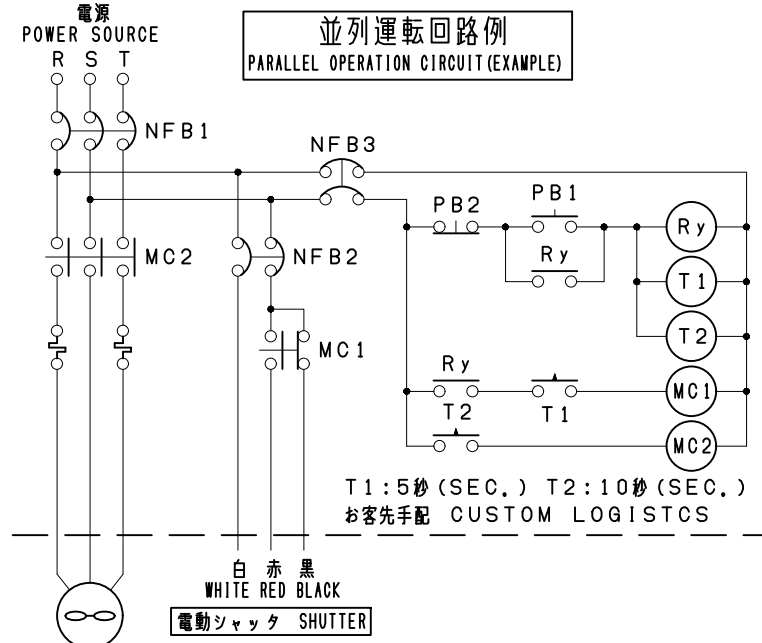 電源
POWER SOURCE
R S T
並列運転回路例
PARALLEL OPERATION CIRCUIT(EXAMPLE)
NFB1
NFB3
PB2
PB1
Ry
Ry
MC2
NFB2
T1
T2
MC1
Ry
T2
T1
MC1
MC2
T1:5秒(SEC.) T2:10秒(SEC.)
お客先手配 CUSTOM LOGISTCS
白 赤 黒
WHITE RED BLACK
電動シャッタ SHUTTER